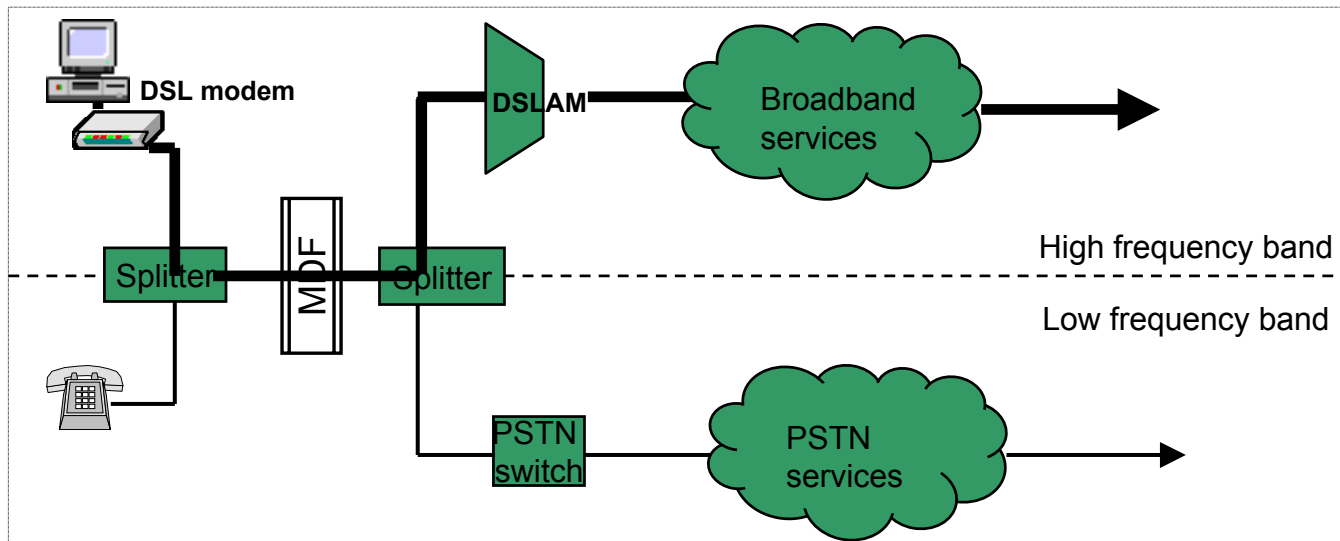 DSL modem
DSLAM
Broadband
services
Splitter
MDF
Splitter
High frequency band
Low frequency band
PSTN
switch
PSTN
services